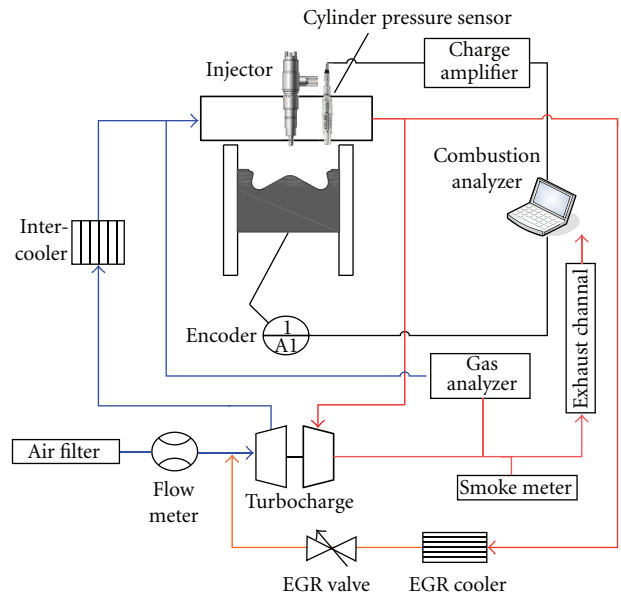 Cylinder pressure sensor
Charge
amplifier
Injector
Combustion
analyzer
Inter-
cooler
Encoder
1
A1
Exhaust channel
Gas
analyzer
Air filter
Flow
meter
Turbocharge
Smoke meter
EGR valve
EGR cooler